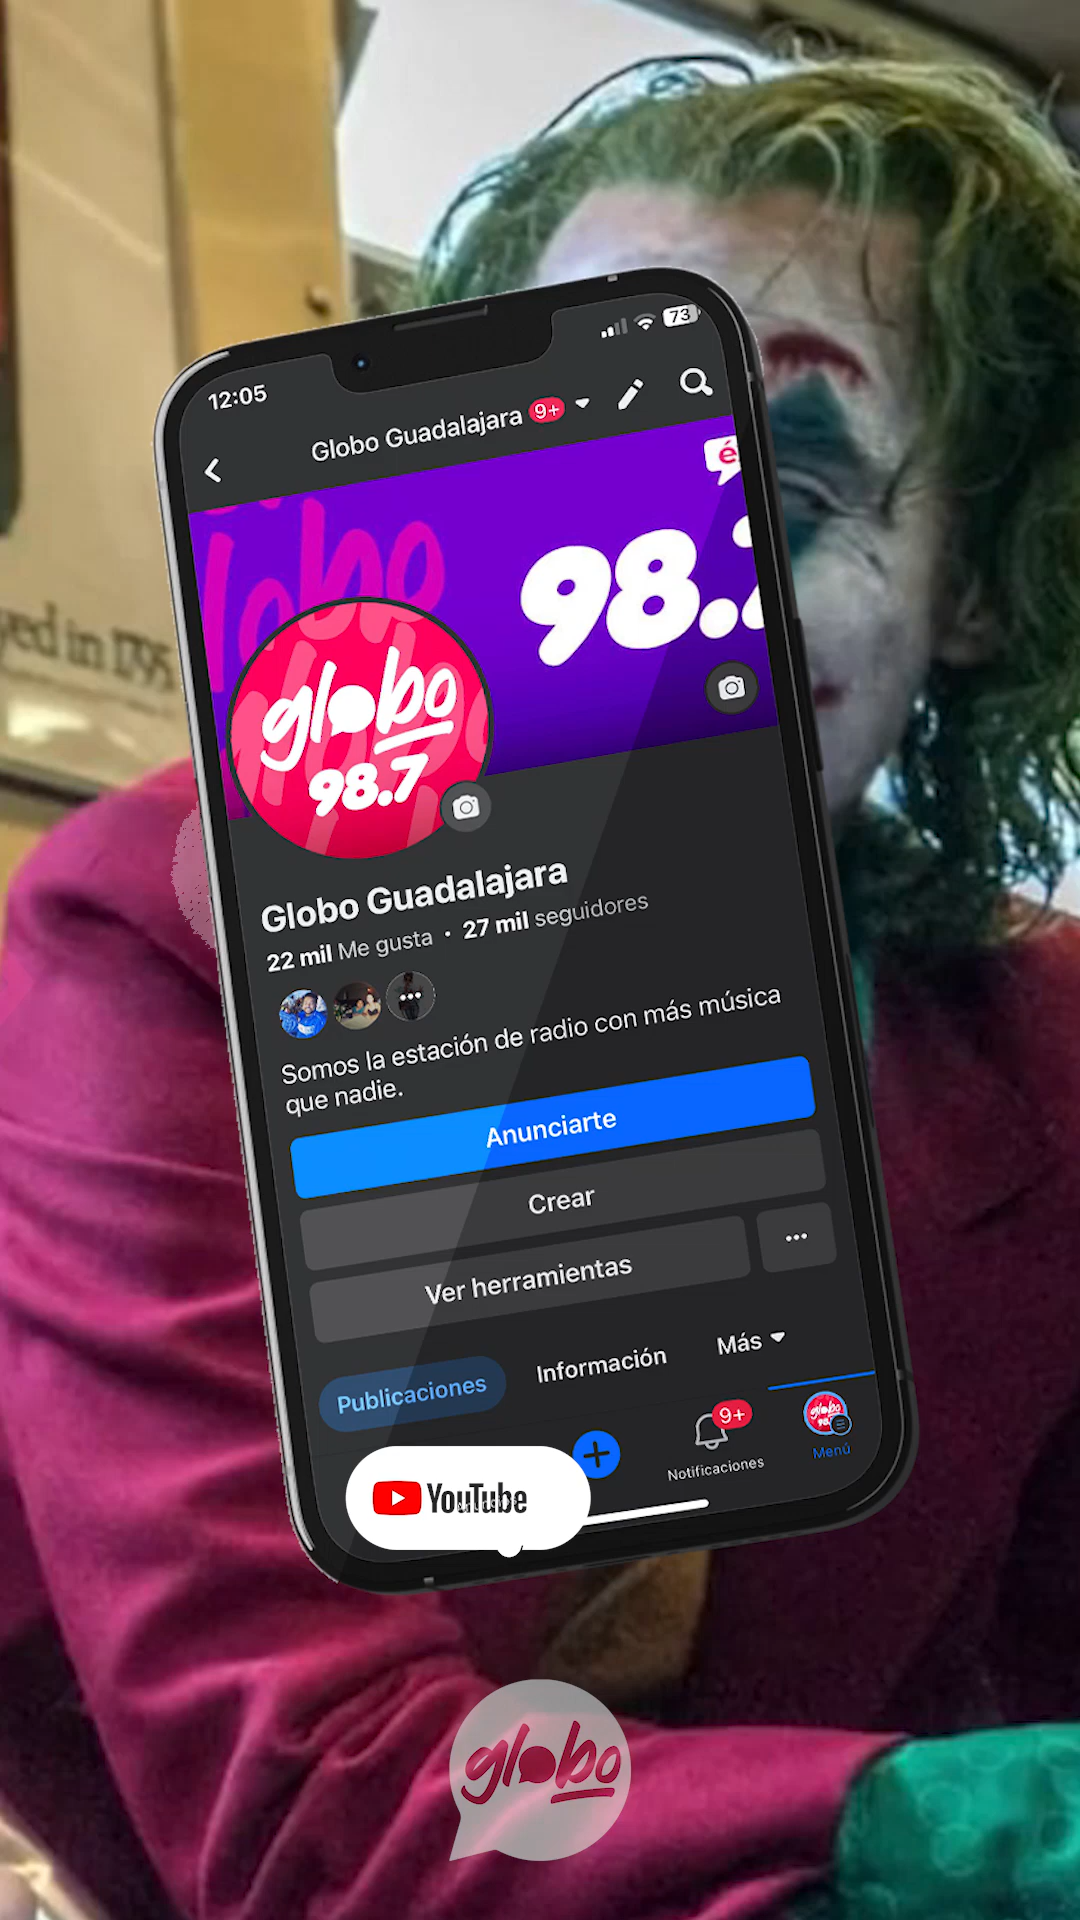 12:05
73
Globo Guadalajara 9+
é
98.7
globo
globo
98.7
Globo Guadalajara
22 mil Me gusta · 27 mil seguidores
Somos la estación de radio con más música
que nadie.
Anunciarte
Crear
Ver herramientas
Publicaciones
Información
Más
9+
Notificaciones
Menú
YouTube
globo